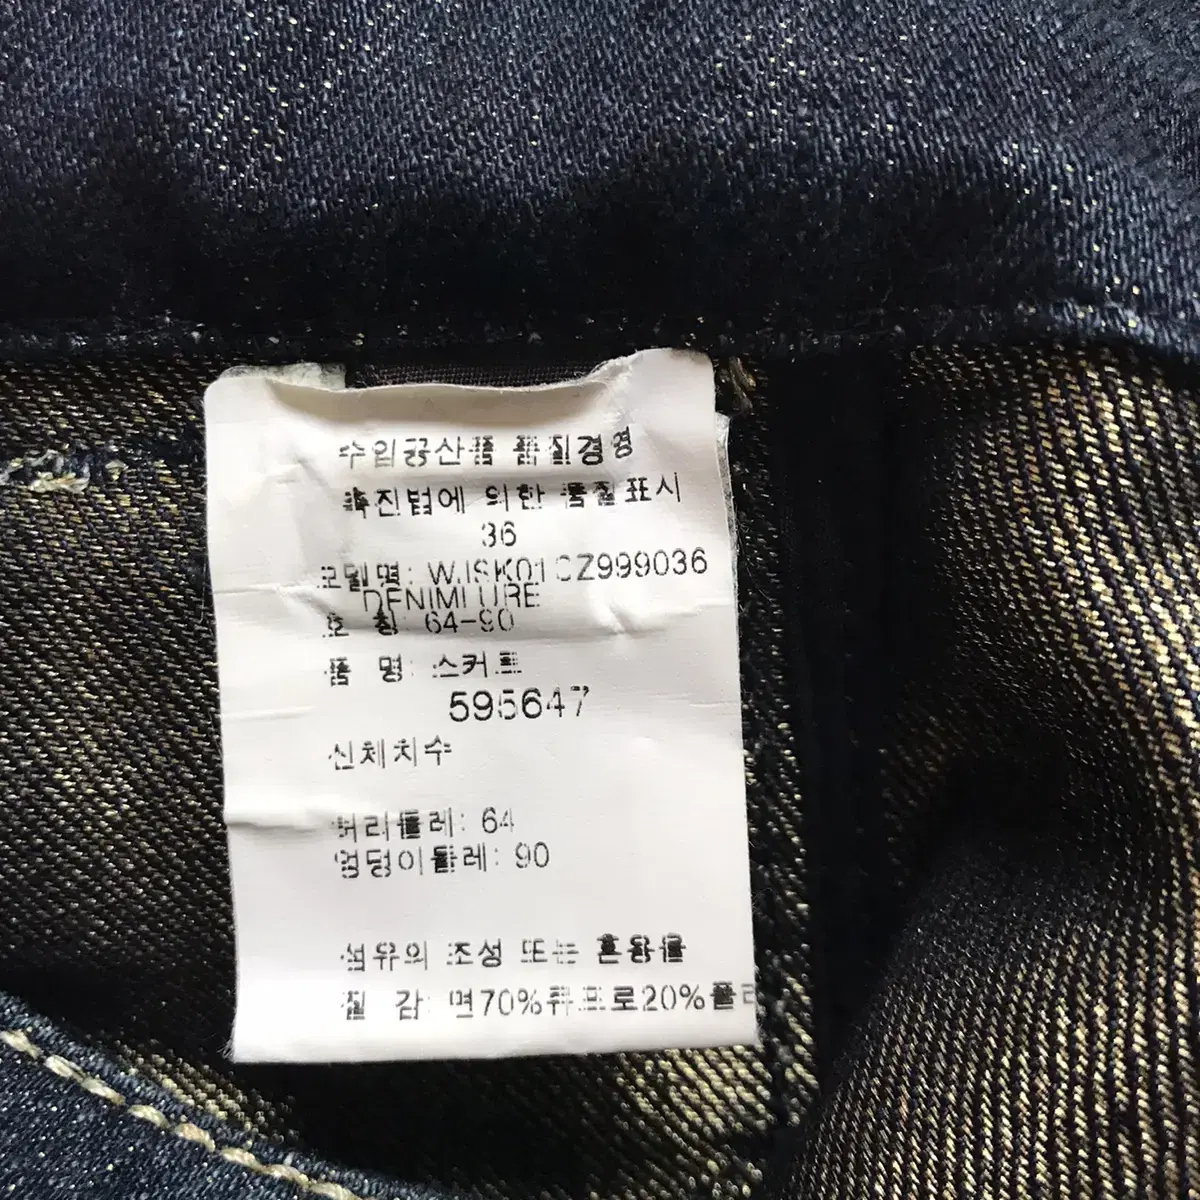 수입공산품 품질경영
촉진법에 의한 품질표시
36
모델명: WJSK01CZ999036
DENIMLURE
호 칭: 64-90
품 명: 스커트
595647
신체치수
허리둘레: 64
엉덩이둘레: 90
섬유의 조성 또는 혼용율
질 감: 면70%큐프로20%폴리